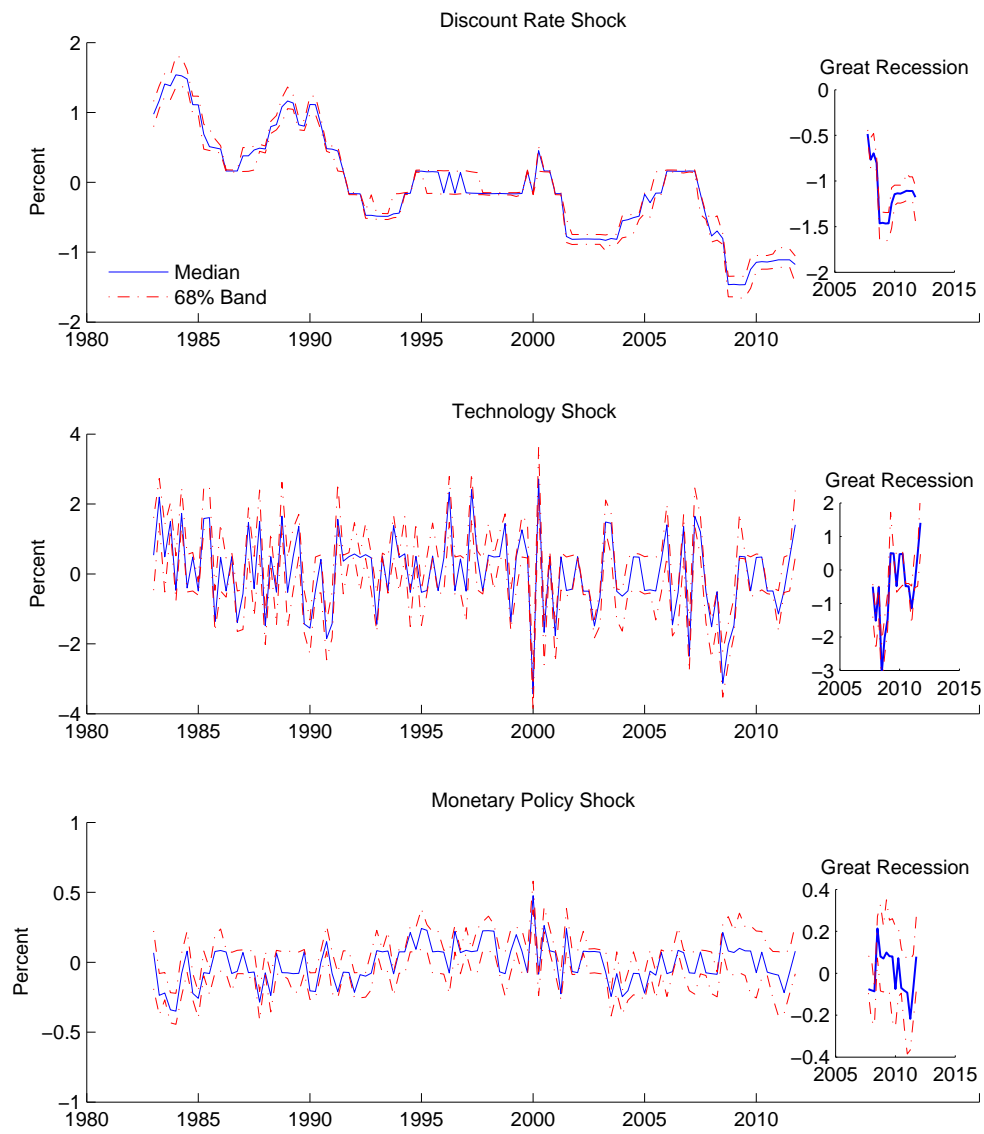 Discount Rate Shock
2
1
0
−1
−2
Percent
Median
68% Band
1980 1985 1990 1995 2000 2005 2010
Great Recession
0
−0.5
−1
−1.5
−2
2005 2010 2015
Technology Shock
4
2
0
−2
−4
Percent
1980 1985 1990 1995 2000 2005 2010
Great Recession
2
1
0
−1
−2
−3
2005 2010 2015
Monetary Policy Shock
1
0.5
0
−0.5
−1
Percent
1980 1985 1990 1995 2000 2005 2010
Great Recession
0.4
0.2
0
−0.2
−0.4
2005 2010 2015